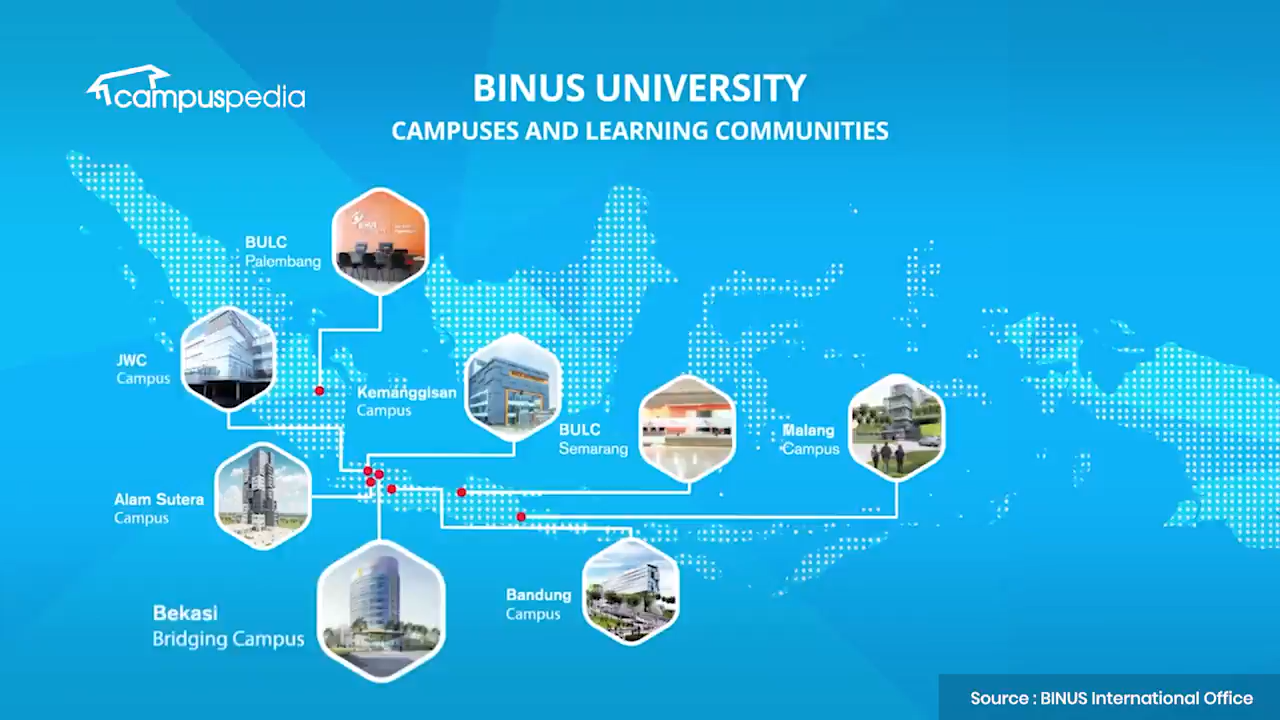 campuspedia
BINUS UNIVERSITY
CAMPUSES AND LEARNING COMMUNITIES
BULC
Palembang
JWC
Campus
Kemanggisan
Campus
BULC
Semarang
Malang
Campus
Alam Sutera
Campus
Bekasi
Bridging Campus
Bandung
Campus
Source : BINUS International Office